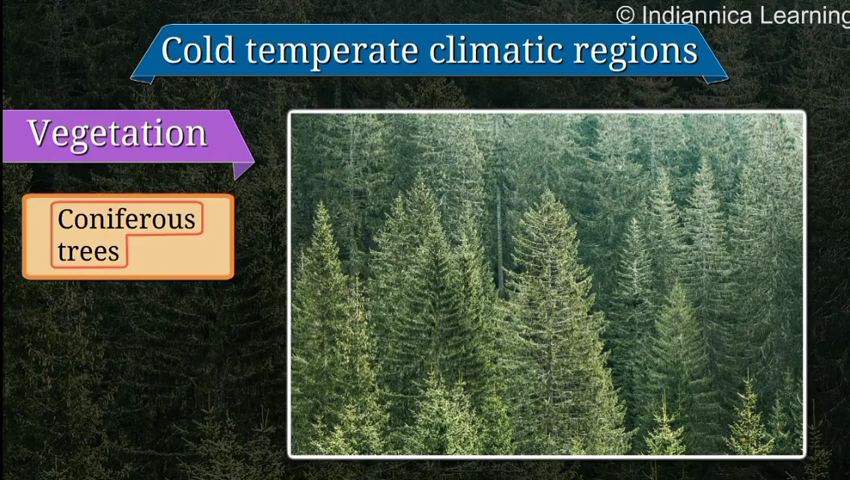 © Indiannica Learning
Cold temperate climatic regions
Vegetation
Coniferous
trees